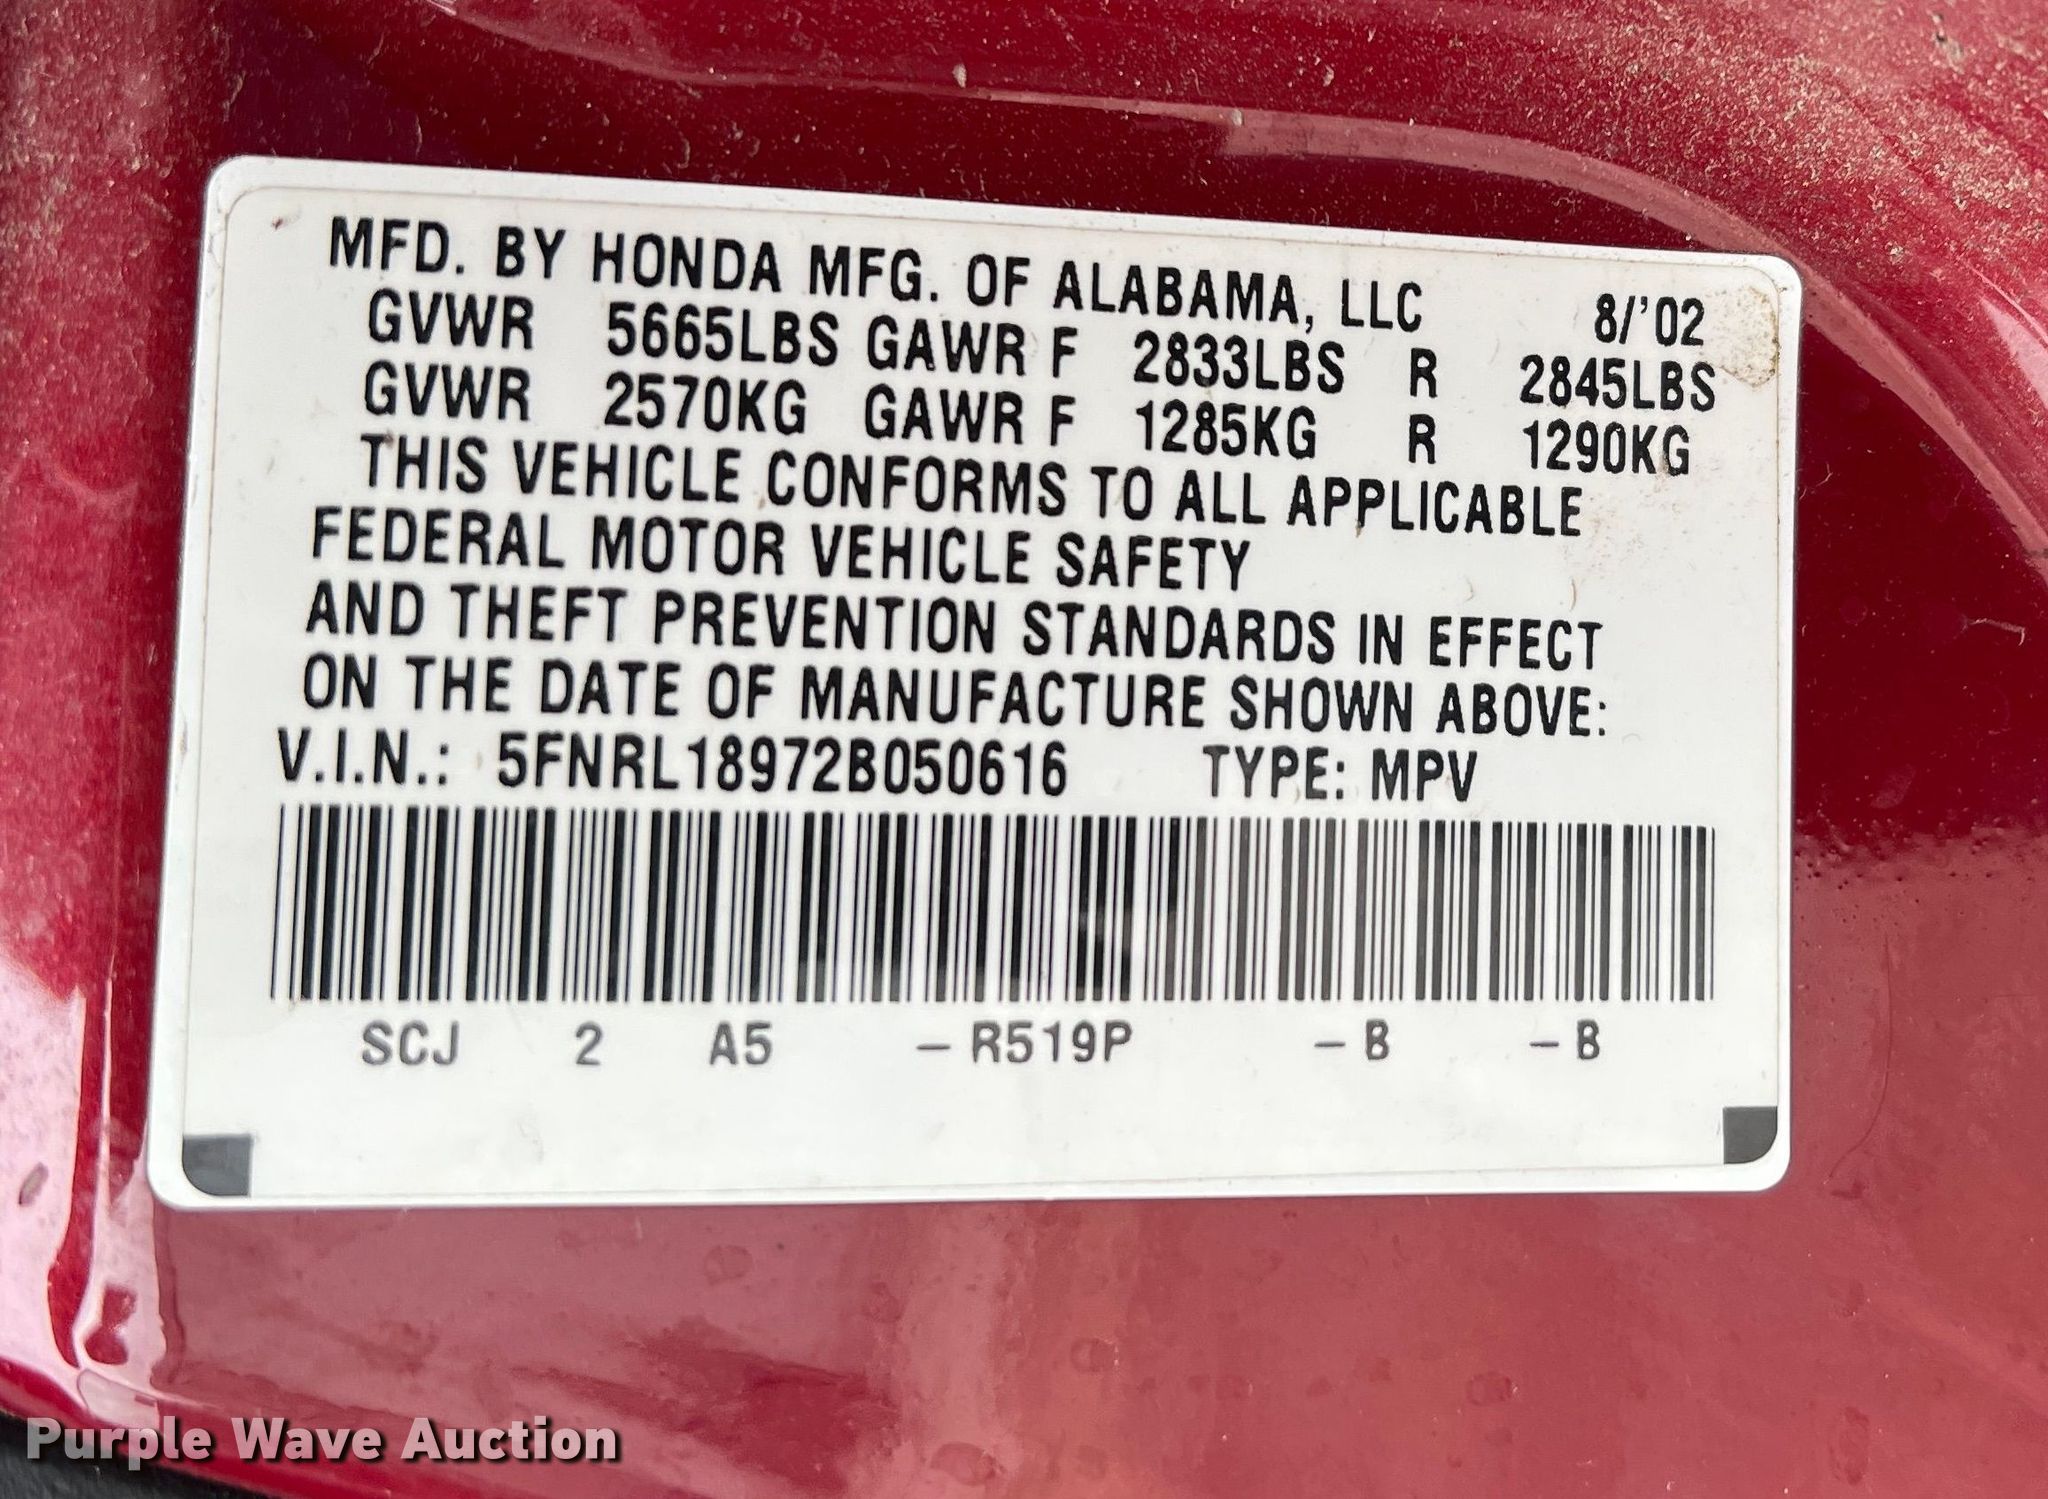 MFD. BY HONDA MFG. OF ALABAMA, LLC 8/'02
GVWR 5665LBS GAWR F 2833LBS R 2845LBS
GVWR 2570KG GAWR F 1285KG R 1290KG
THIS VEHICLE CONFORMS TO ALL APPLICABLE
FEDERAL MOTOR VEHICLE SAFETY
AND THEFT PREVENTION STANDARDS IN EFFECT
ON THE DATE OF MANUFACTURE SHOWN ABOVE:
V.I.N.: 5FNRL18972B050616 TYPE: MPV
SCJ 2 A5 – R519P – B – B
Purple Wave Auction